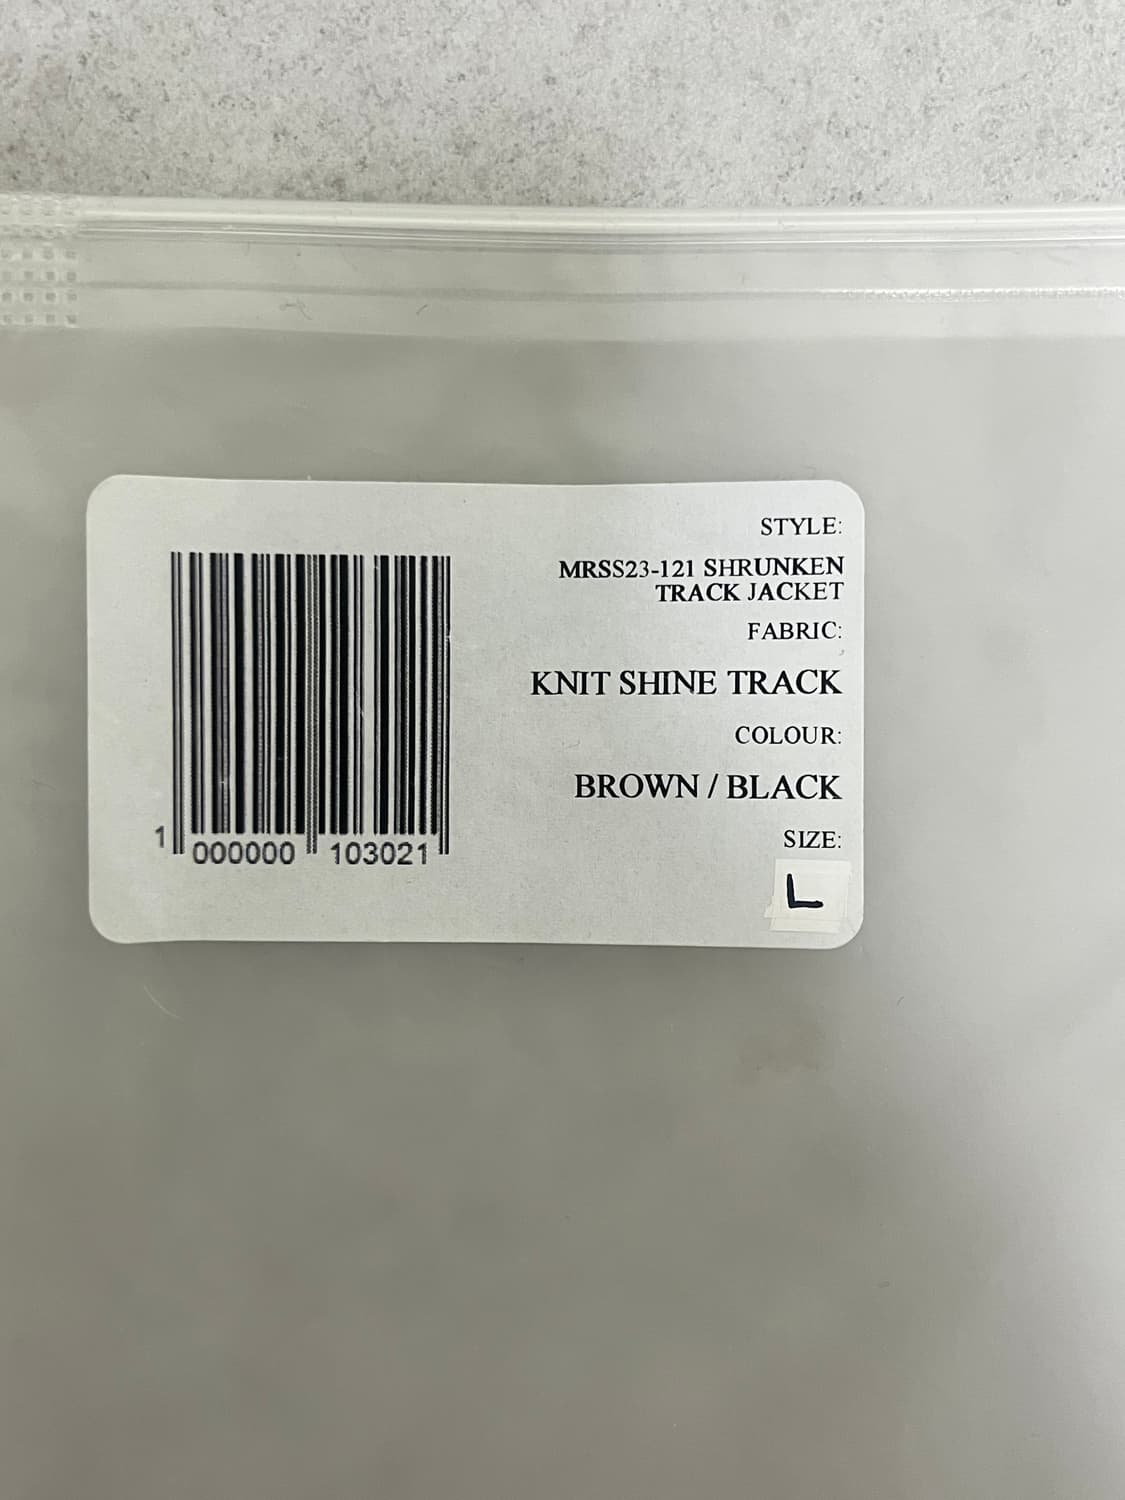 STYLE:
MRSS23-121 SHRUNKEN
TRACK JACKET
FABRIC:
KNIT SHINE TRACK
COLOUR:
BROWN / BLACK
SIZE:
L
1 000000 103021